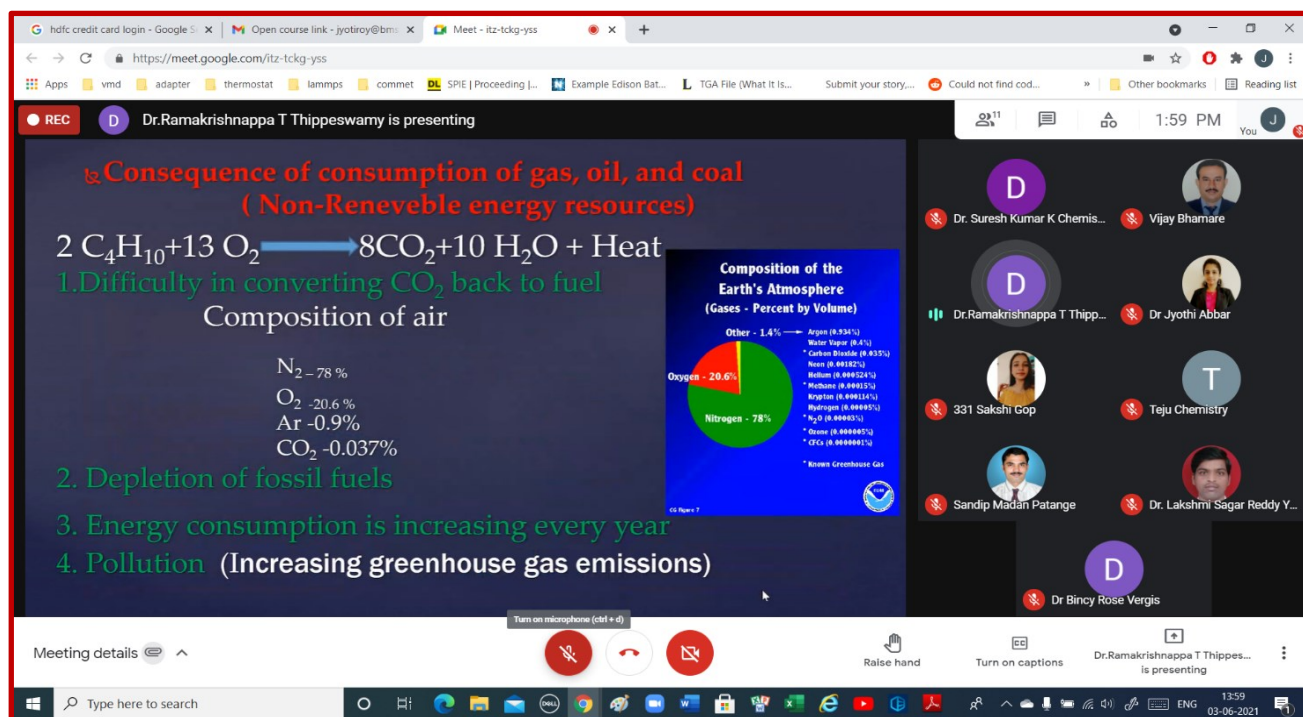 hdfc credit card login - Google S
Open course link - jyotiroy@bms
Meet - itz-tckg-yss
https://meet.google.com/itz-tckg-yss
Apps vmd adapter thermostat lammps commet DL SPIE | Proceeding |... Example Edison Bat... L TGA File (What It Is... Submit your story,... Could not find cod... » Other bookmarks Reading list
REC D Dr.Ramakrishnappa T Thippeswamy is presenting
11 1:59 PM You J
Consequence of consumption of gas, oil, and coal
( Non-Reneveble energy resources)
2 C₄H₁₀+13 O₂ → 8CO₂+10 H₂O + Heat
1.Difficulty in converting CO₂ back to fuel
Composition of air
N₂ – 78 %
O₂ -20.6 %
Ar -0.9%
CO₂ -0.037%
2. Depletion of fossil fuels
3. Energy consumption is increasing every year
4. Pollution (Increasing greenhouse gas emissions)
Composition of the
Earth's Atmosphere
(Gases - Percent by Volume)
Other - 1.4%
Oxygen - 20.6%
Nitrogen - 78%
Argon (0.934%)
Water Vapor (0.4%)
* Carbon Dioxide (0.035%)
Neon (0.00182%)
Helium (0.000524%)
* Methane (0.00015%)
Krypton (0.000114%)
Hydrogen (0.00005%)
* N₂O (0.00003%)
* Ozone (0.000005%)
* CFCs (0.0000001%)
* Known Greenhouse Gas
CG Figure 7
D
Dr. Suresh Kumar K Chemis...
Vijay Bhamare
D
Dr.Ramakrishnappa T Thipp...
Dr Jyothi Abbar
331 Sakshi Gop
T
Teju Chemistry
Sandip Madan Patange
Dr. Lakshmi Sagar Reddy Y...
D
Dr Bincy Rose Vergis
Turn on microphone (ctrl + d)
Meeting details
Raise hand
CC
Turn on captions
Dr.Ramakrishnappa T Thippes...
is presenting
Type here to search
ENG
13:59
03-06-2021